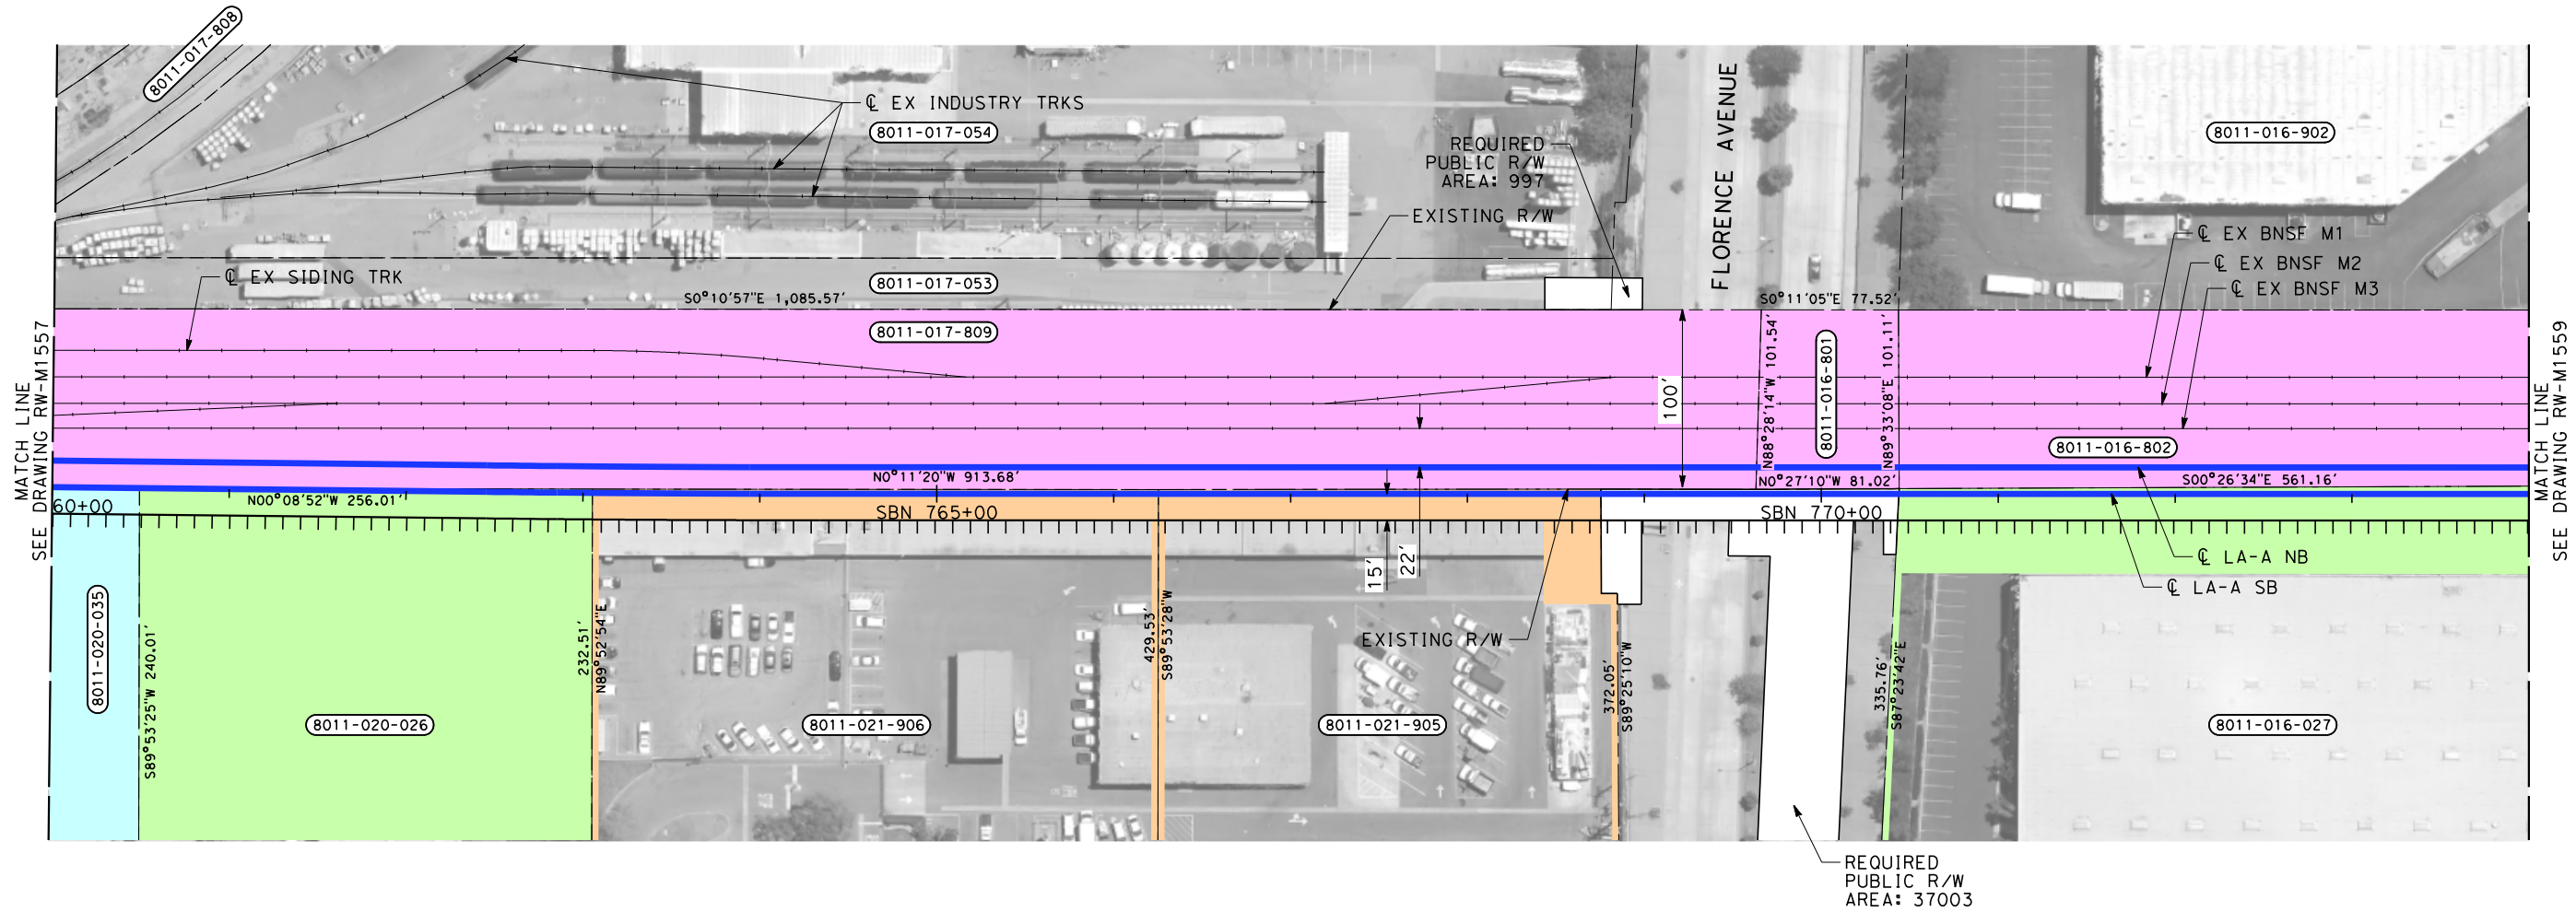 8011-017-808
℄ EX INDUSTRY TRKS
8011-017-054
REQUIRED
PUBLIC R/W
AREA: 997
FLORENCE AVENUE
8011-016-902
EXISTING R/W
℄ EX BNSF M1
℄ EX BNSF M2
℄ EX BNSF M3
℄ EX SIDING TRK
8011-017-053
S0°10'57"E 1,085.57'
S0°11'05"E 77.52'
MATCH LINE
SEE DRAWING RW-M1557
8011-017-809
100'
N88°28'14"W 101.54'
8011-016-801
N89°33'08"E 101.11'
8011-016-802
MATCH LINE
SEE DRAWING RW-M1559
N0°11'20"W 913.68'
N0°27'10"W 81.02'
S00°26'34"E 561.16'
N00°08'52"W 256.01'
60+00
SBN 765+00
SBN 770+00
15'
22'
℄ LA-A NB
℄ LA-A SB
EXISTING R/W
8011-020-035
S89°53'25"W 240.01'
232.51'
N89°52'54"E
429.53'
S89°53'28"W
372.05'
S89°25'10"W
335.76'
S87°23'42"E
8011-020-026
8011-021-906
8011-021-905
8011-016-027
REQUIRED
PUBLIC R/W
AREA: 37003